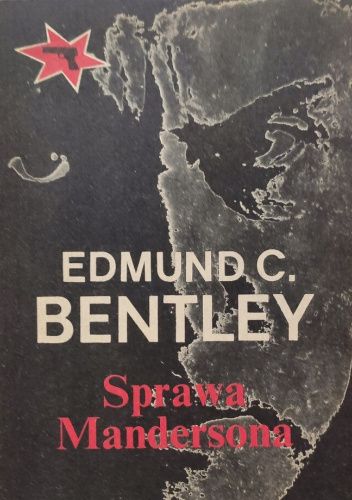 EDMUND C.
BENTLEY
Sprawa
Mandersona